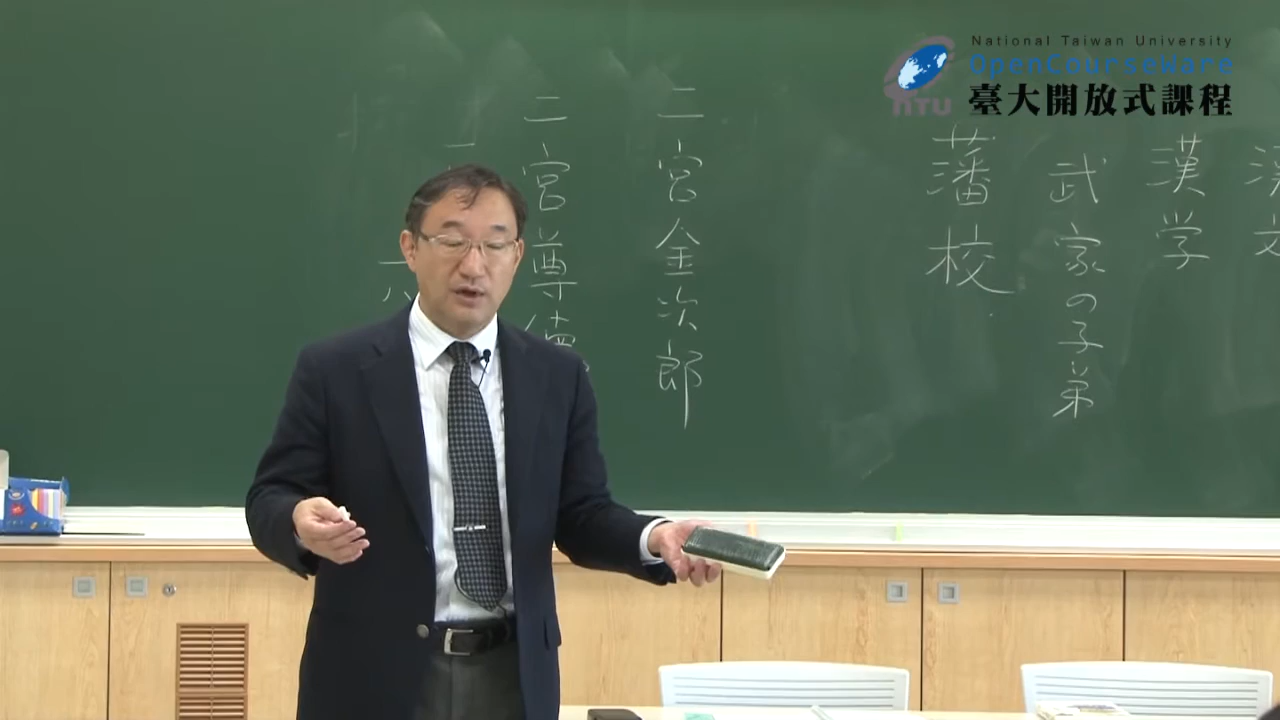 National Taiwan University
OpenCourseWare
臺大開放式課程
NTU
漢学
武家の子弟
藩校
二宮金次郎
二宮尊徳